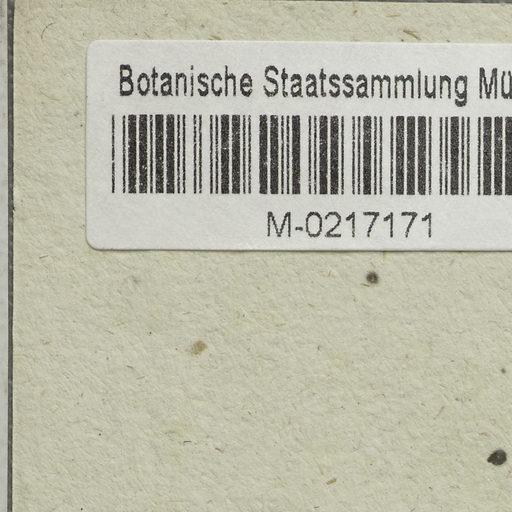 Botanische Staatssammlung Mü
M-0217171